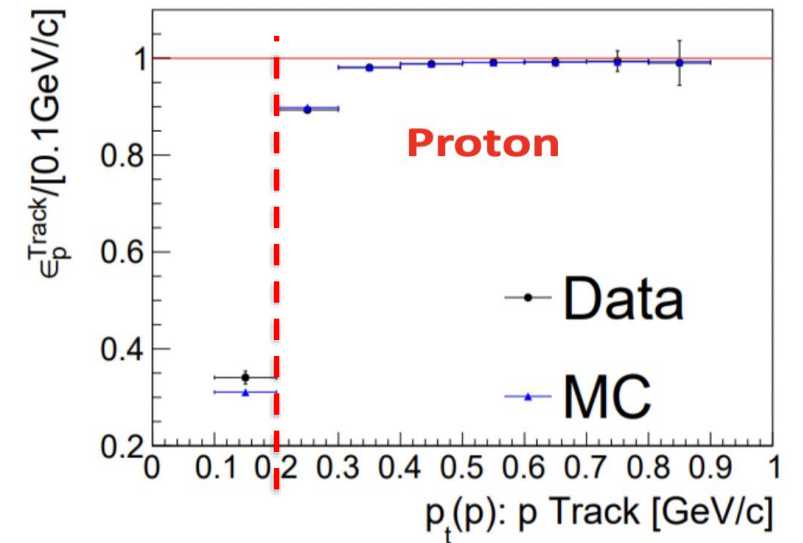 ϵ_p^Track/[0.1GeV/c]
1
0.8
0.6
0.4
0.2
Proton
Data
MC
0 0.1 0.2 0.3 0.4 0.5 0.6 0.7 0.8 0.9 1
p_t(p): p Track [GeV/c]